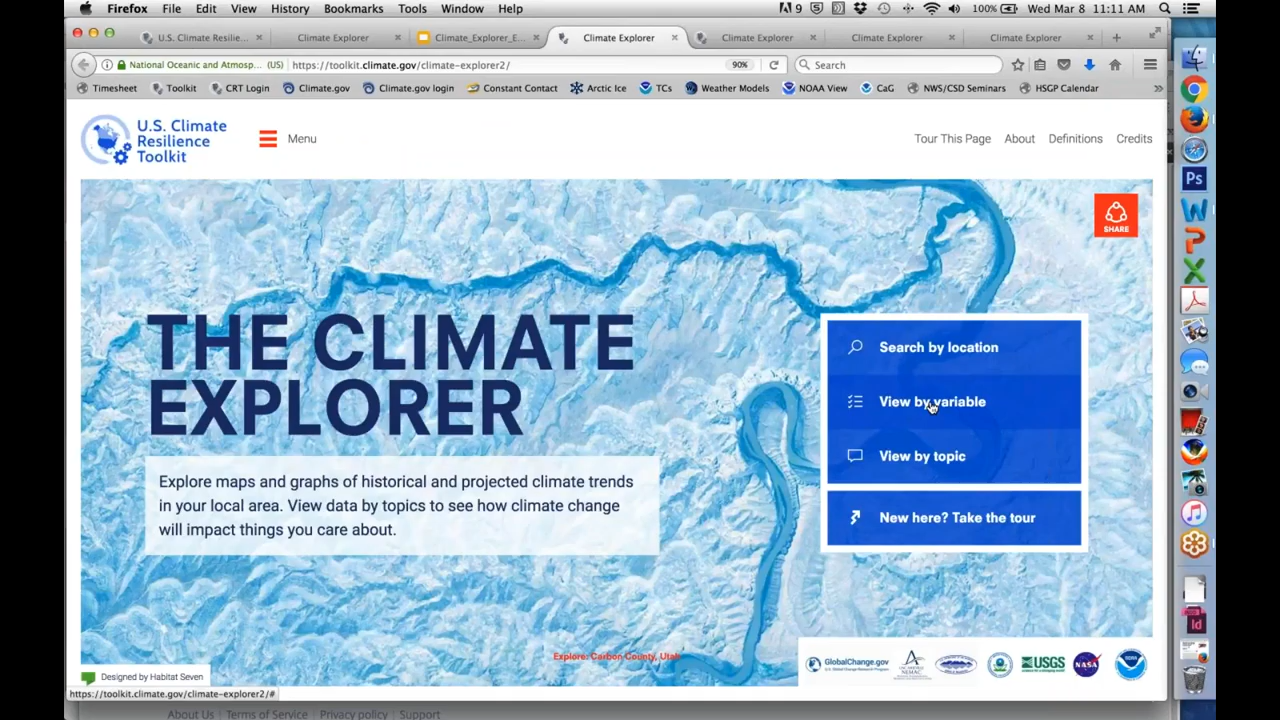 Firefox File Edit View History Bookmarks Tools Window Help 9 100% Wed Mar 8 11:11 AM
U.S. Climate Resilie... Climate Explorer Climate_Explorer_E... Climate Explorer Climate Explorer Climate Explorer Climate Explorer
National Oceanic and Atmosp... (US) https://toolkit.climate.gov/climate-explorer2/ 90% Search
Timesheet Toolkit CRT Login Climate.gov Climate.gov login Constant Contact Arctic Ice TCs Weather Models NOAA View CaG NWS/CSD Seminars HSGP Calendar
U.S. Climate
Resilience
Toolkit
Menu
Tour This Page About Definitions Credits
SHARE
THE CLIMATE
EXPLORER
Explore maps and graphs of historical and projected climate trends
in your local area. View data by topics to see how climate change
will impact things you care about.
Search by location
View by variable
View by topic
New here? Take the tour
Explore: Carbon County, Utah
GlobalChange.gov
NEMAC
USGS
NASA
Designed by Habitat Seven
https://toolkit.climate.gov/climate-explorer2/#
About Us Terms of Service Privacy policy Support
Ps
Id